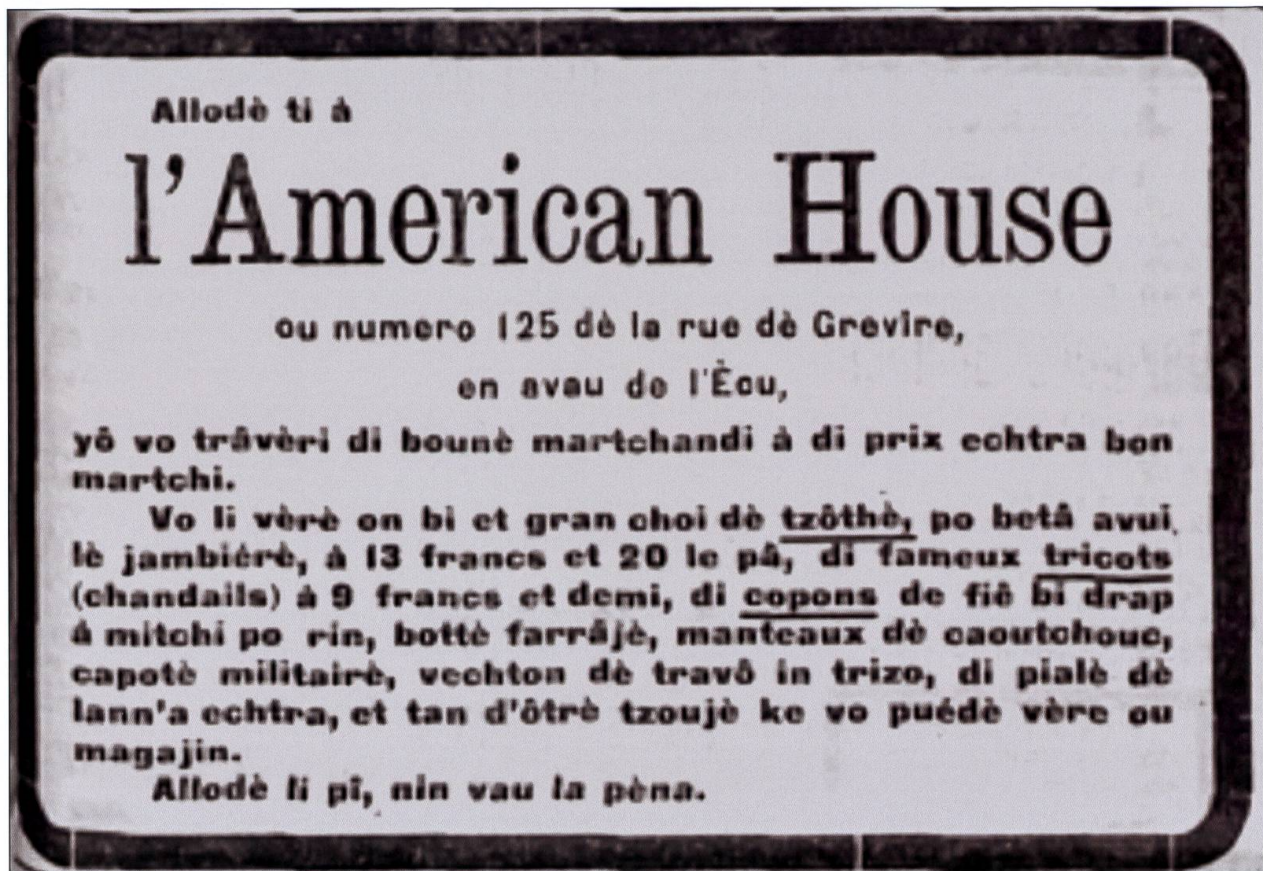 Allodè ti à
l'American House
ou numero 125 dè la rue dè Grevire,
en avau de l'Ècu,
yô vo trâvèri di bounè martchandi à di prix echtra bon
martchi.
Vo li vèrè on bi et gran choi dè tzôthè, po betâ avui
lè jambiérè, à 13 francs et 20 le pâ, di fameux tricots
(chandails) à 9 francs et demi, di copons de fiê bi drap
à mitchi po rin, bottè farrâjè, manteaux dè caoutchouc,
capotè militairè, vechton dè travô in trizo, di pialè dè
lann'a echtra, et tan d'ôtrè tzoujè ke vo puédè vère ou
magajin.
Allodè li pî, nin vau la pèna.